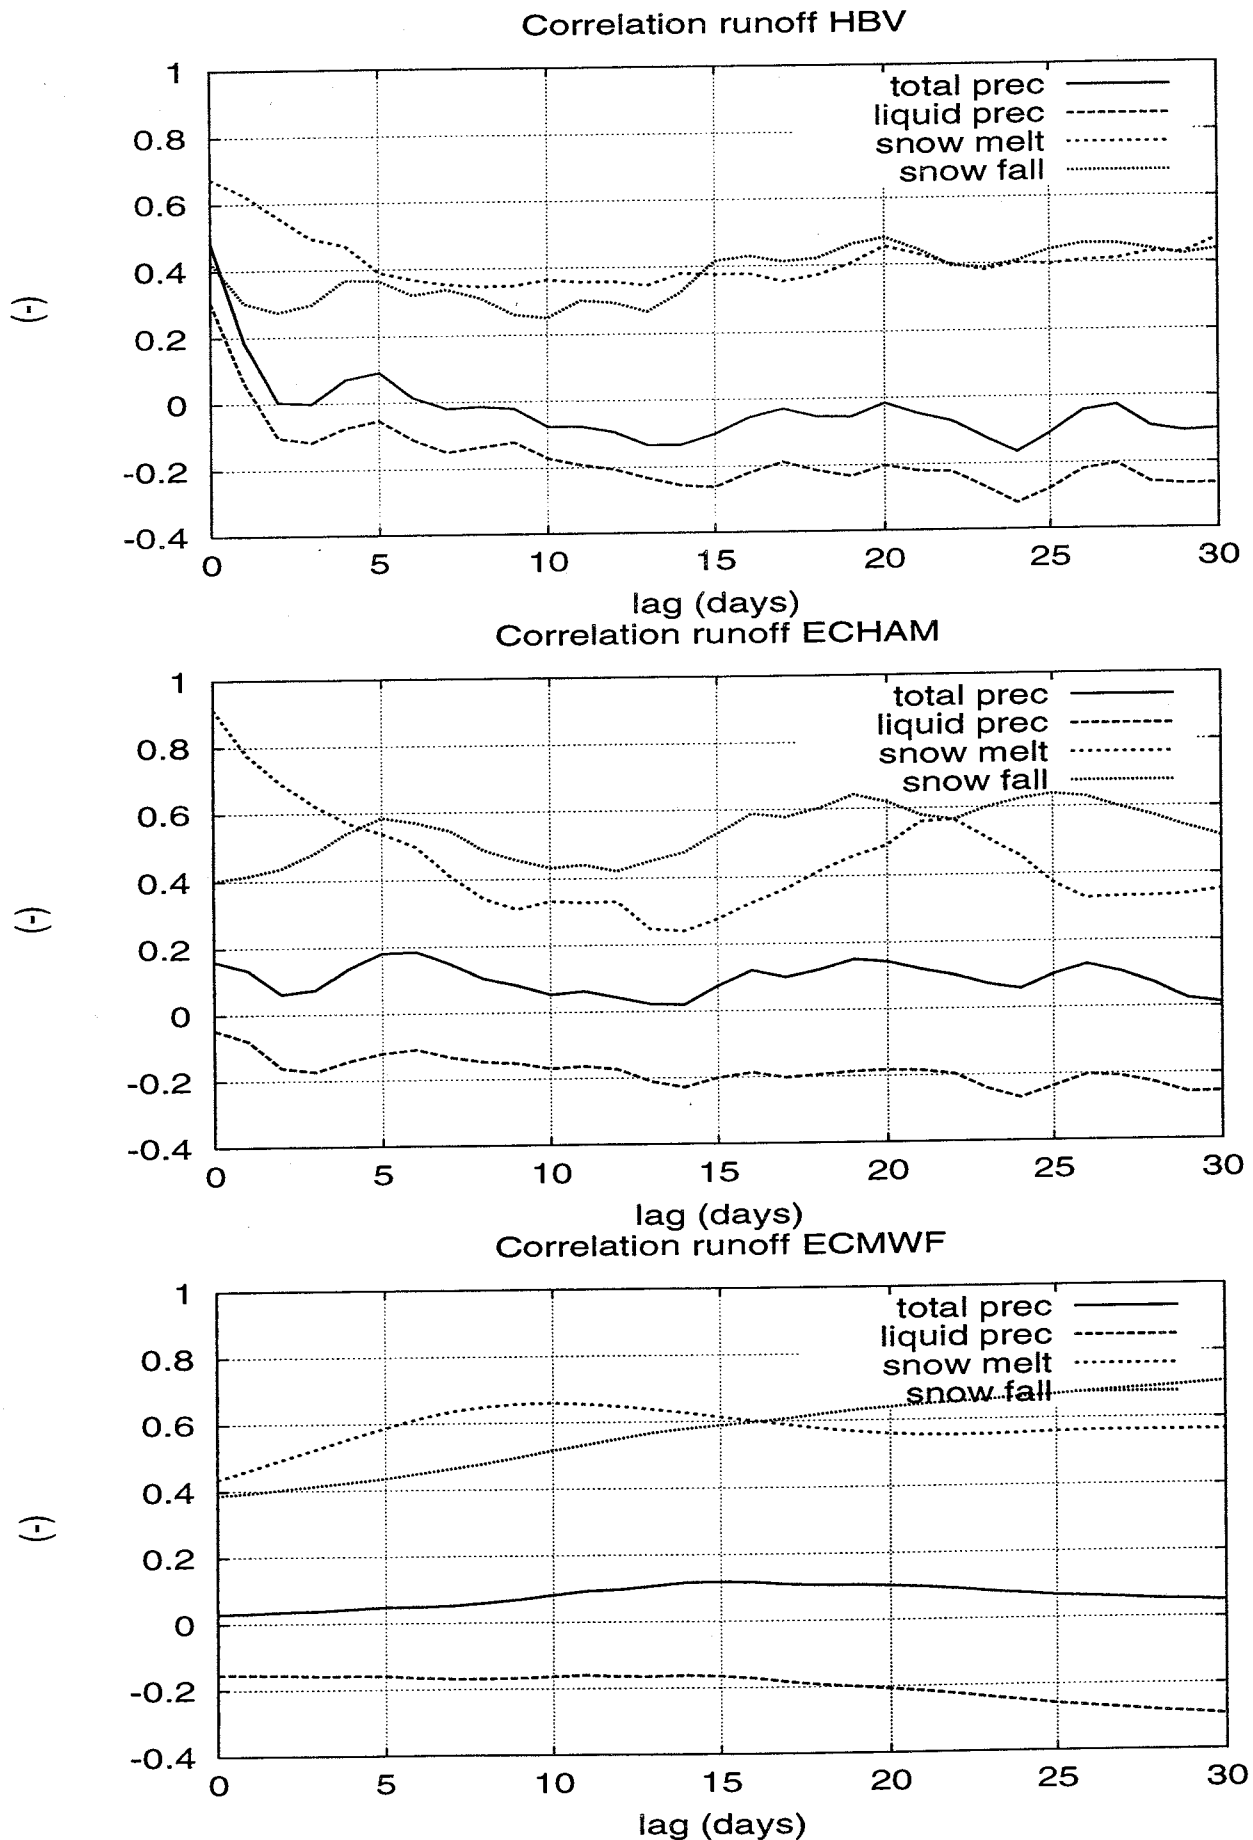 Correlation runoff HBV
1
total prec
liquid prec
0.8
snow melt
snow fall
0.6
0.4
(-)
0.2
0
-0.2
-0.4
0 5 10 15 20 25 30
lag (days)
Correlation runoff ECHAM
1
total prec
liquid prec
0.8
snow melt
snow fall
0.6
0.4
(-)
0.2
0
-0.2
-0.4
0 5 10 15 20 25 30
lag (days)
Correlation runoff ECMWF
1
total prec
liquid prec
0.8
snow melt
snow fall
0.6
0.4
(-)
0.2
0
-0.2
-0.4
0 5 10 15 20 25 30
lag (days)